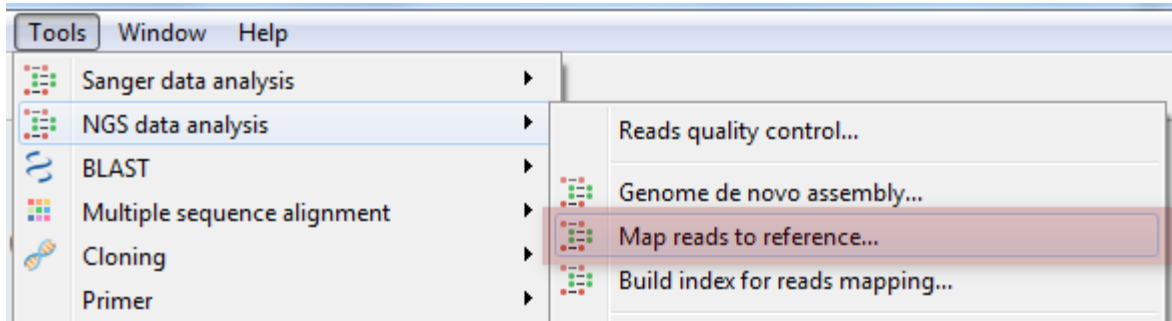 Tools Window Help
Sanger data analysis
NGS data analysis
BLAST
Multiple sequence alignment
Cloning
Primer
Reads quality control...
Genome de novo assembly...
Map reads to reference...
Build index for reads mapping...